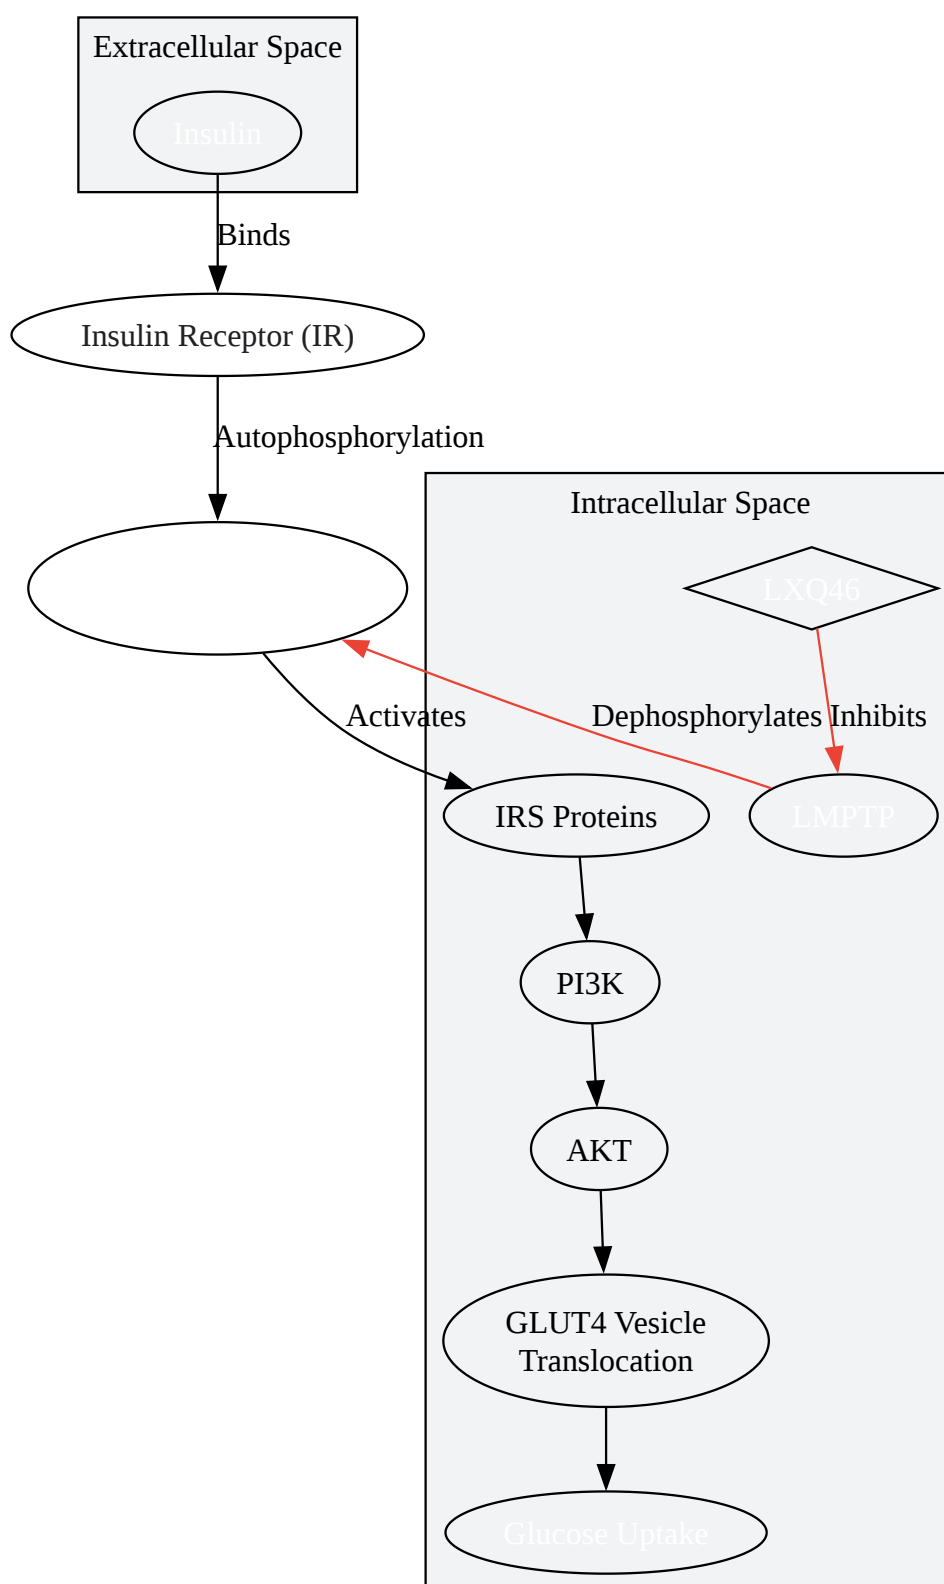 Extracellular Space
Insulin
Binds
Insulin Receptor (IR)
Autophosphorylation
Intracellular Space
LXQ46
Activates
Dephosphorylates
Inhibits
IRS Proteins
LMPTP
PI3K
AKT
GLUT4 Vesicle
Translocation
Glucose Uptake